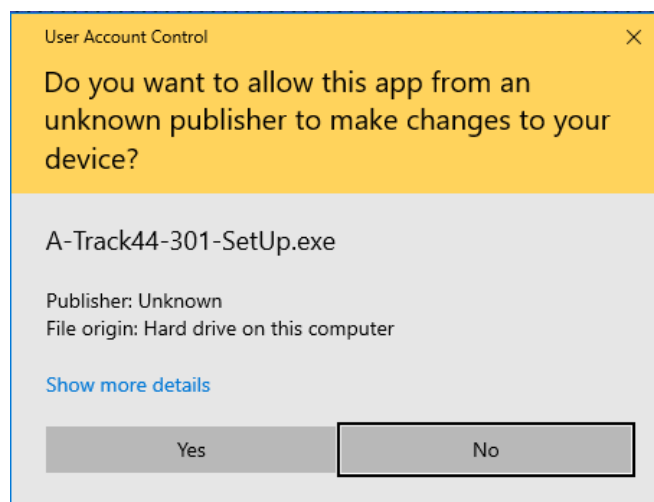 User Account Control
Do you want to allow this app from an
unknown publisher to make changes to your
device?
A-Track44-301-SetUp.exe
Publisher: Unknown
File origin: Hard drive on this computer
Show more details
Yes
No